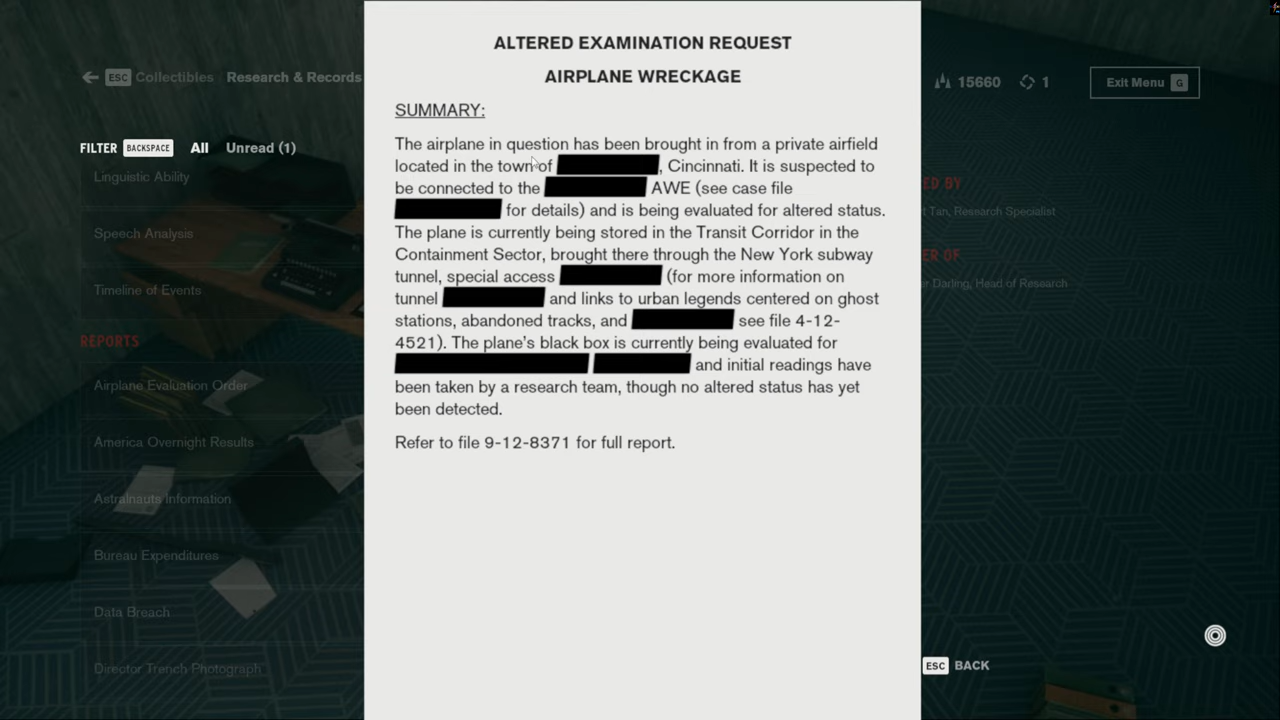 ALTERED EXAMINATION REQUEST
AIRPLANE WRECKAGE
ESC Collectibles Research & Records
15660 1 Exit Menu G
SUMMARY:
FILTER BACKSPACE All Unread (1)
The airplane in question has been brought in from a private airfield
located in the town of , Cincinnati. It is suspected to
be connected to the AWE (see case file
for details) and is being evaluated for altered status.
The plane is currently being stored in the Transit Corridor in the
Containment Sector, brought there through the New York subway
tunnel, special access (for more information on
tunnel and links to urban legends centered on ghost
stations, abandoned tracks, and see file 4-12-
4521). The plane's black box is currently being evaluated for
and initial readings have
been taken by a research team, though no altered status has yet
been detected.
Refer to file 9-12-8371 for full report.
Linguistic Ability
Speech Analysis
Timeline of Events
REPORTS
Airplane Evaluation Order
America Overnight Results
Astralnauts Information
Bureau Expenditures
Data Breach
Director Trench Photograph
ED BY
t Tan, Research Specialist
ER OF
er Darling, Head of Research
ESC BACK